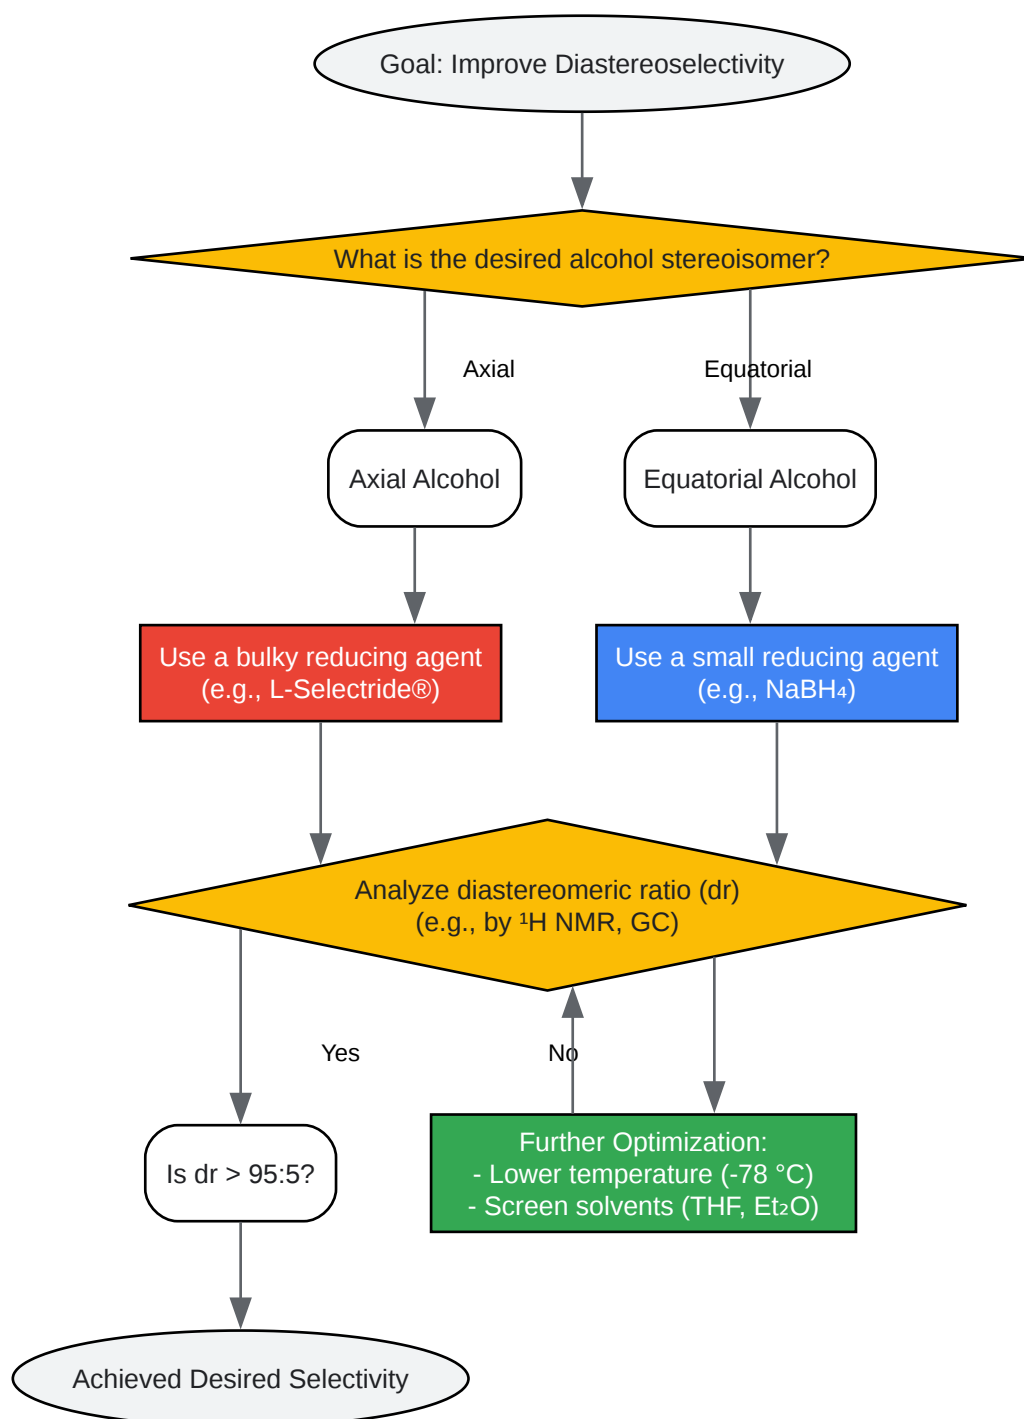 Goal: Improve Diastereoselectivity
What is the desired alcohol stereoisomer?
Axial
Equatorial
Axial Alcohol
Equatorial Alcohol
Use a bulky reducing agent
(e.g., L-Selectride®)
Use a small reducing agent
(e.g., NaBH₄)
Analyze diastereomeric ratio (dr)
(e.g., by ¹H NMR, GC)
Yes
No
Is dr > 95:5?
Further Optimization:
- Lower temperature (-78 °C)
- Screen solvents (THF, Et₂O)
Achieved Desired Selectivity